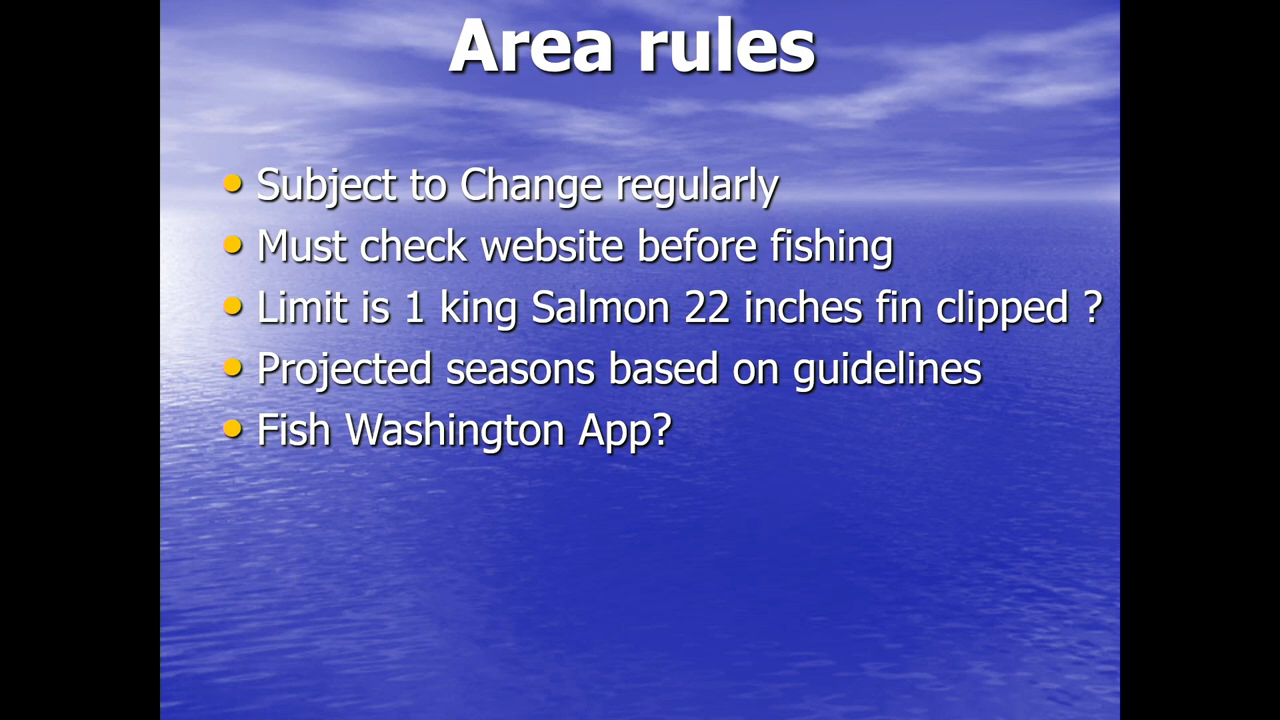 Area rules
• Subject to Change regularly
• Must check website before fishing
• Limit is 1 king Salmon 22 inches fin clipped ?
• Projected seasons based on guidelines
• Fish Washington App?